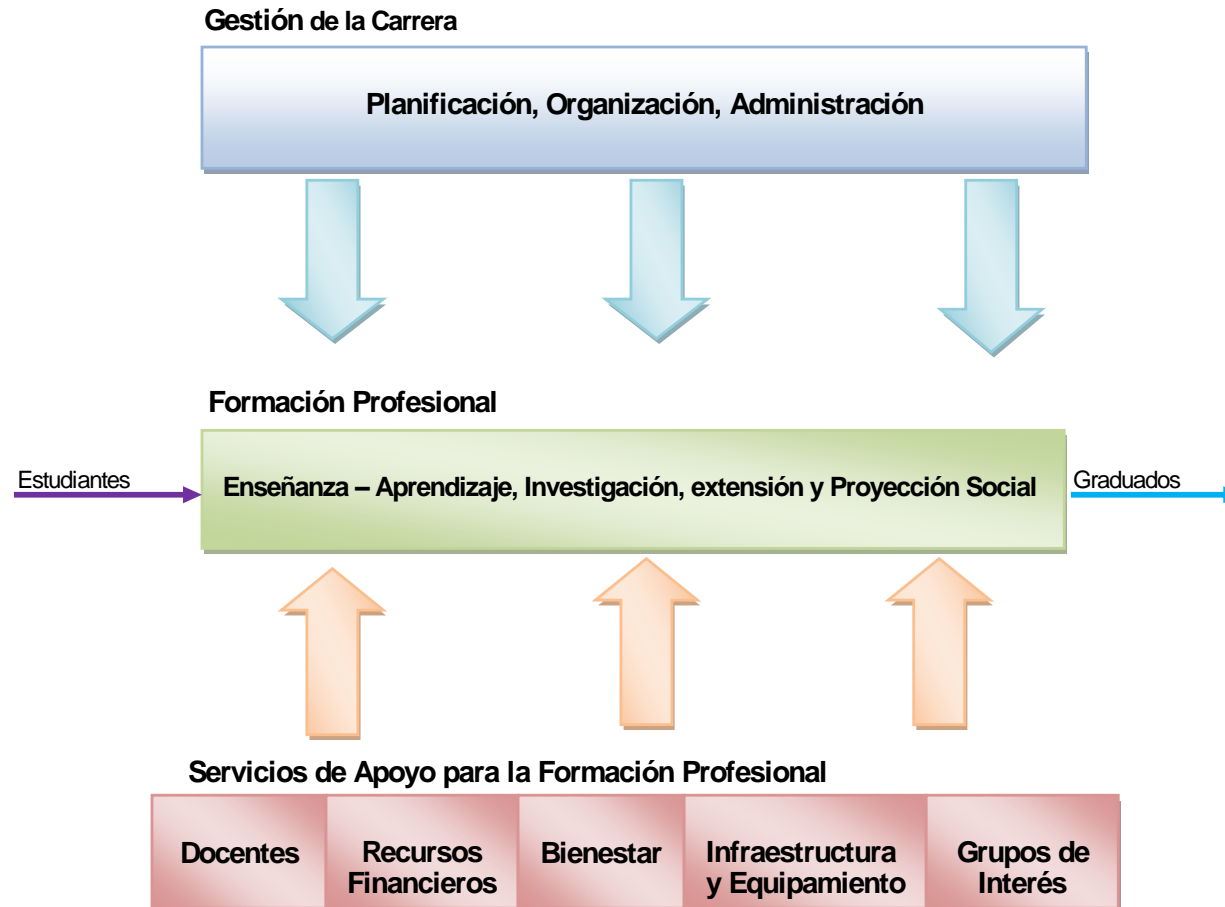 Gestión de la Carrera
Planificación, Organización, Administración
Formación Profesional
Estudiantes
Enseñanza – Aprendizaje, Investigación, extensión y Proyección Social
Graduados
Servicios de Apoyo para la Formación Profesional
Docentes
Recursos
Financieros
Bienestar
Infraestructura
y Equipamiento
Grupos de
Interés